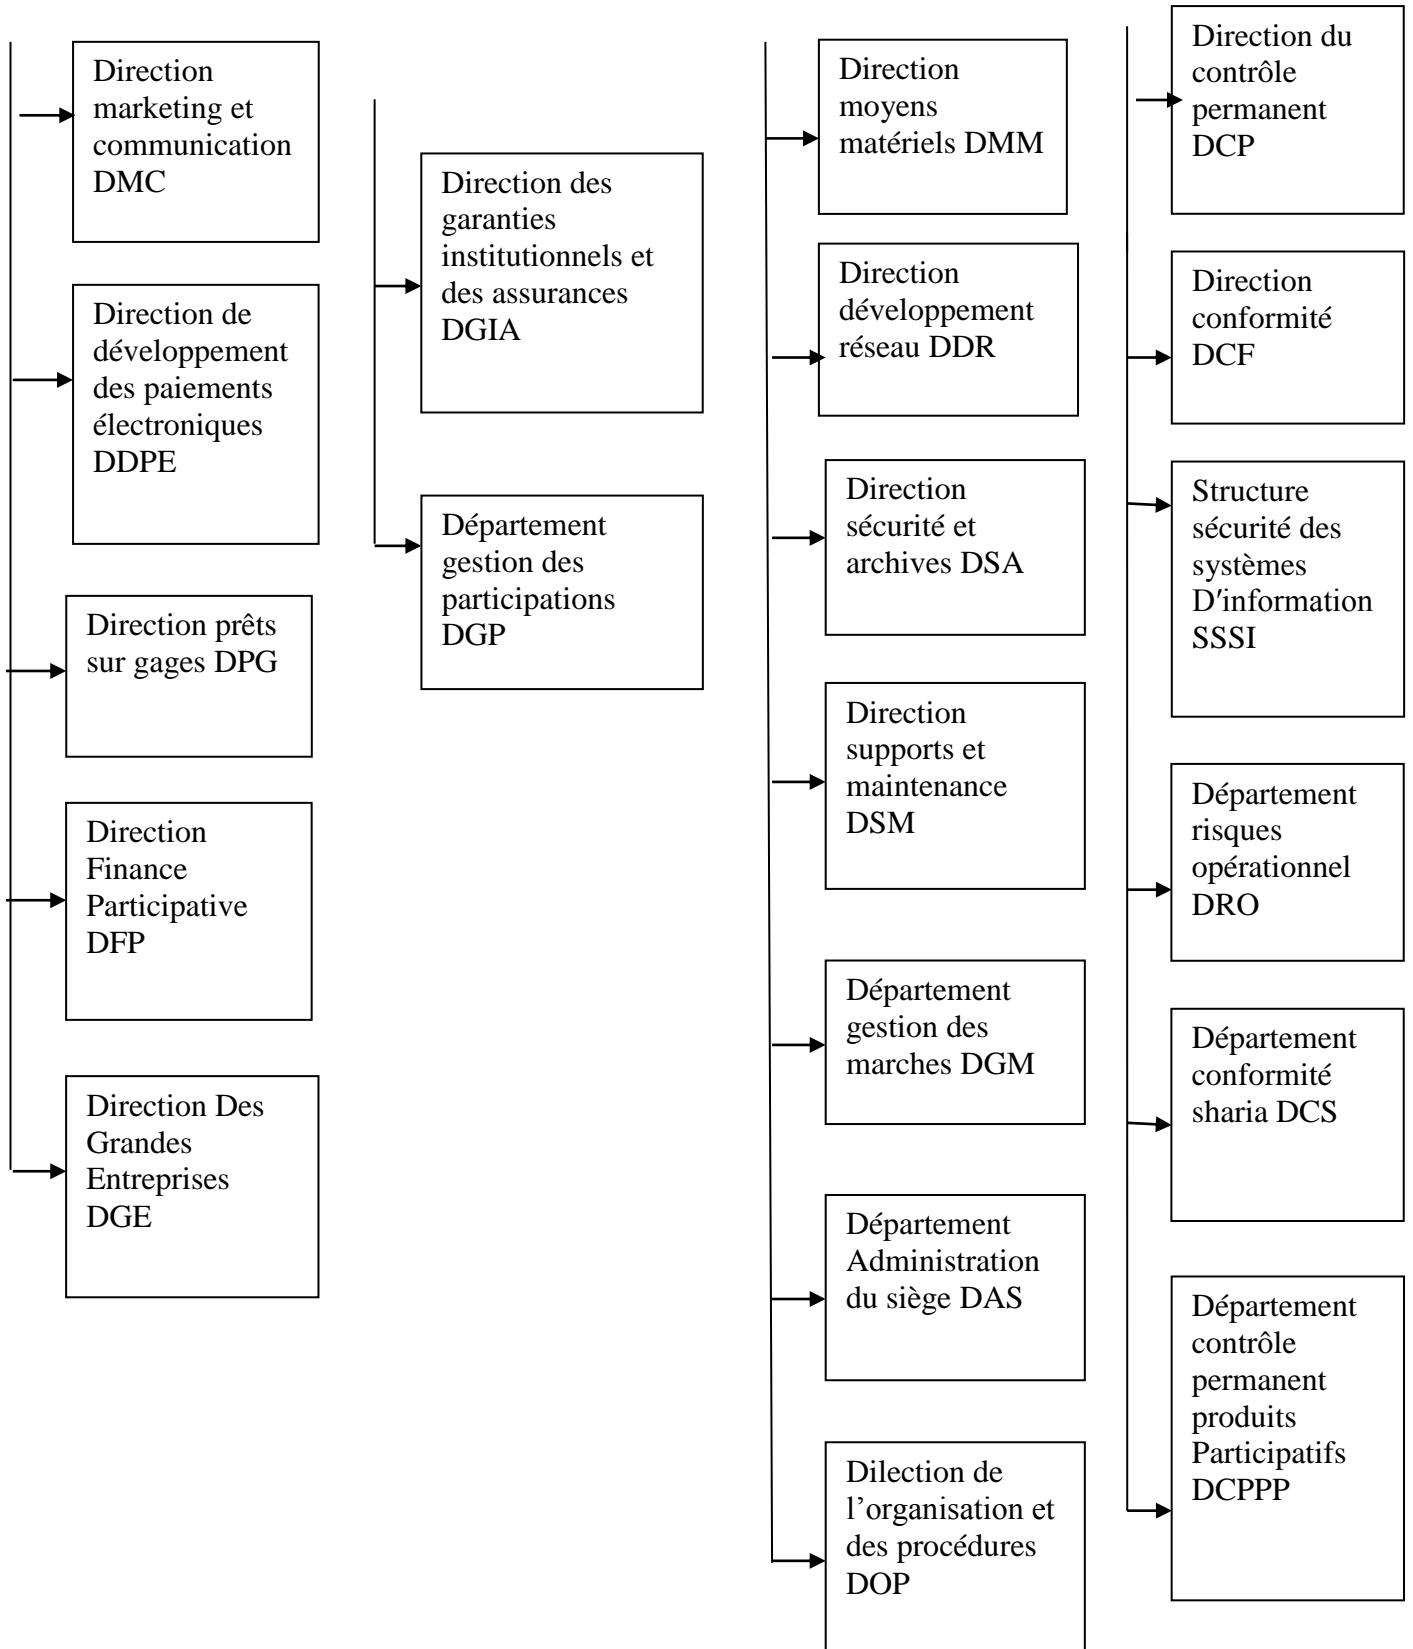 Direction
marketing et
communication
DMC
Direction de
développement
des paiements
électroniques
DDPE
Direction prêts
sur gages DPG
Direction
Finance
Participative
DFP
Direction Des
Grandes
Entreprises
DGE
Direction des
garanties
institutionnels et
des assurances
DGIA
Département
gestion des
participations
DGP
Direction
moyens
matériels DMM
Direction
développement
réseau DDR
Direction
sécurité et
archives DSA
Direction
supports et
maintenance
DSM
Département
gestion des
marches DGM
Département
Administration
du siège DAS
Dilection de
l’organisation et
des procédures
DOP
Direction du
contrôle
permanent
DCP
Direction
conformité
DCF
Structure
sécurité des
systèmes
D′information
SSSI
Département
risques
opérationnel
DRO
Département
conformité
sharia DCS
Département
contrôle
permanent
produits
Participatifs
DCPPP